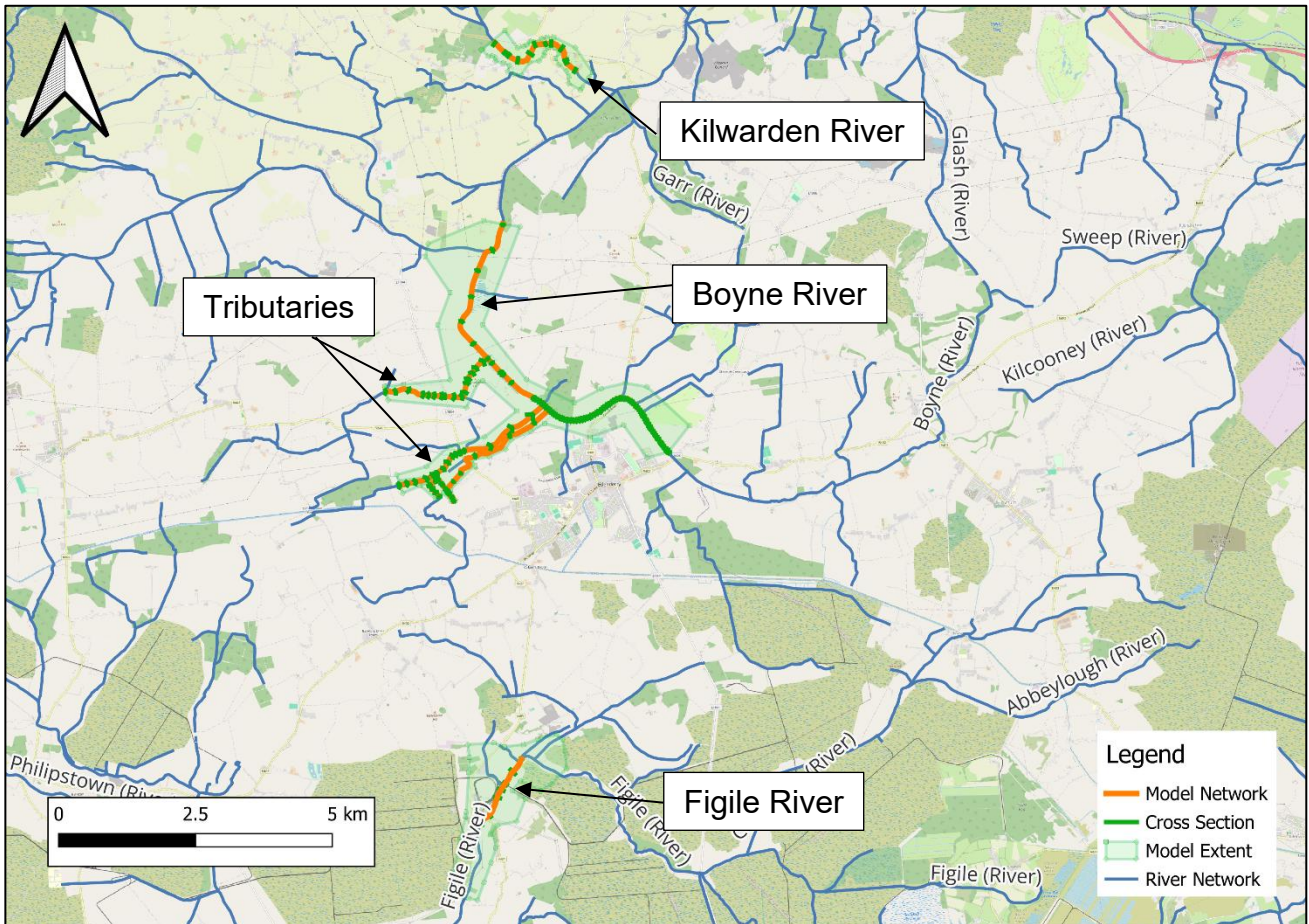 Kilwarden River
Glash (River)
Garr (River)
Sweep (River)
Boyne River
Tributaries
Kilcooney (River)
Boyne (River)
Abbeylough (River)
Philipstown (Riv
Figile River
Figile (River)
Figile (River)
(River)
Figile (River)
0 2.5 5 km
Legend
Model Network
Cross Section
Model Extent
River Network